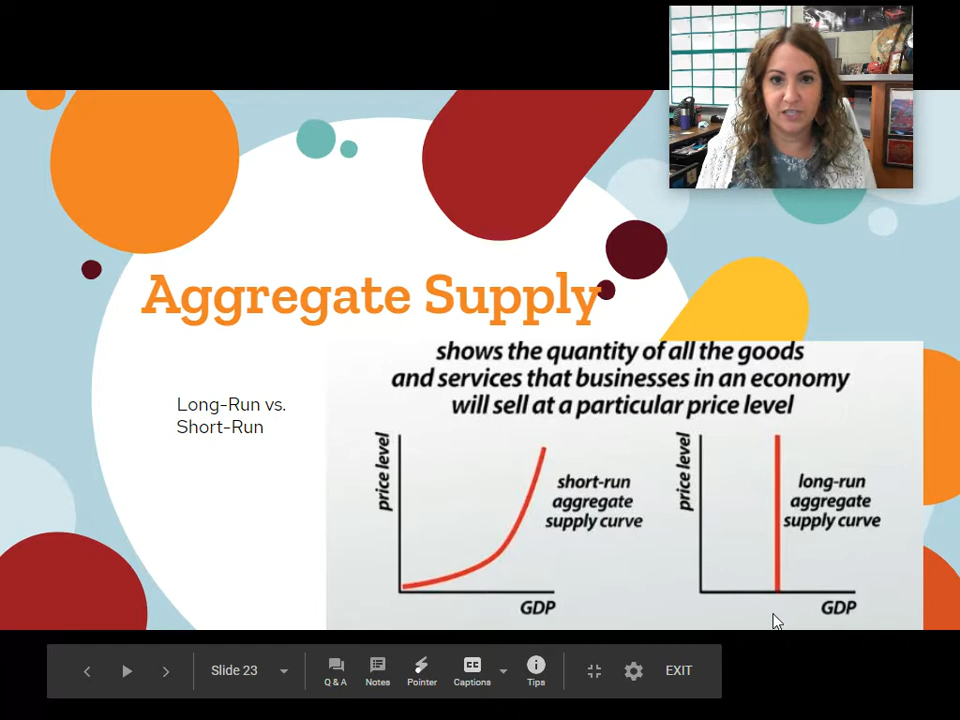 Aggregate Supply
shows the quantity of all the goods
and services that businesses in an economy
will sell at a particular price level
Long-Run vs.
Short-Run
price level
short-run
aggregate
supply curve
GDP
price level
long-run
aggregate
supply curve
GDP
Slide 23
Q & A
Notes
Pointer
Captions
Tips
EXIT
CC